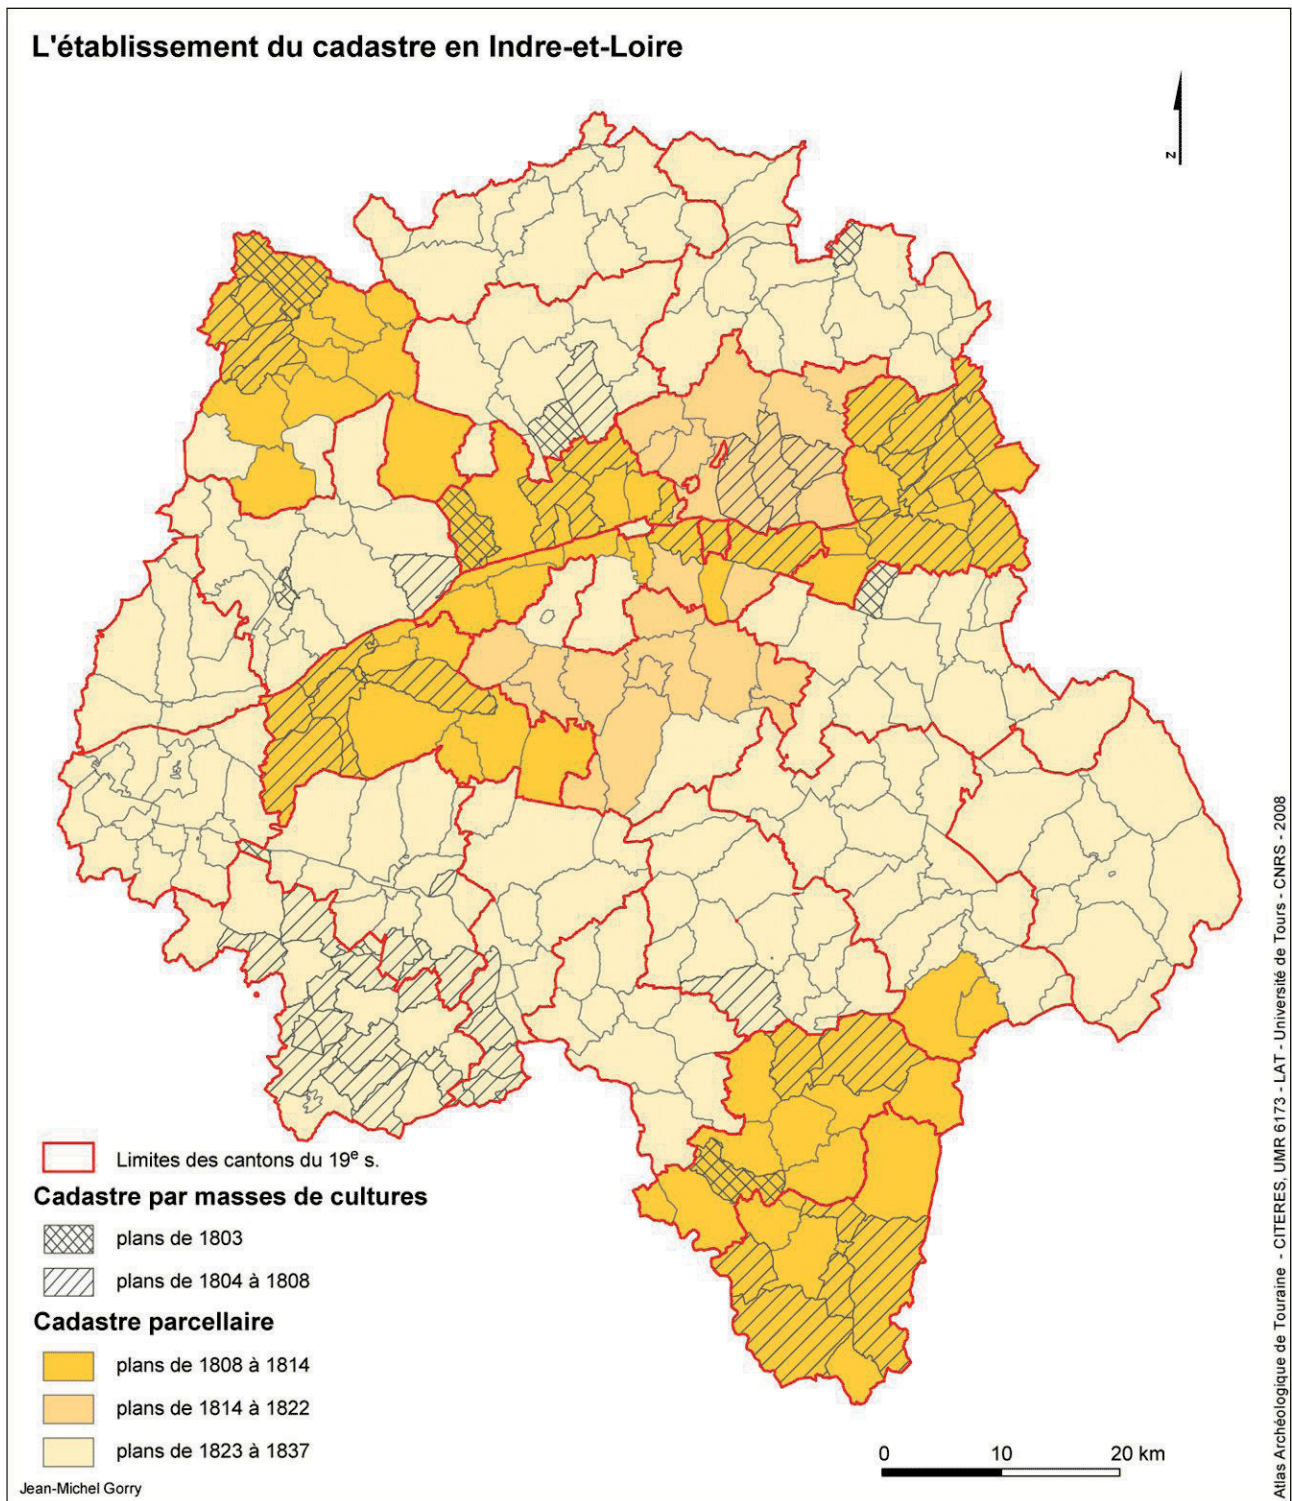 L'établissement du cadastre en Indre-et-Loire
z
Limites des cantons du 19e s.
Cadastre par masses de cultures
plans de 1803
plans de 1804 à 1808
Cadastre parcellaire
plans de 1808 à 1814
plans de 1814 à 1822
plans de 1823 à 1837
0 10 20 km
Jean-Michel Gorry
Atlas Archéologique de Touraine - CITERES, UMR 6173 - LAT - Université de Tours - CNRS - 2008